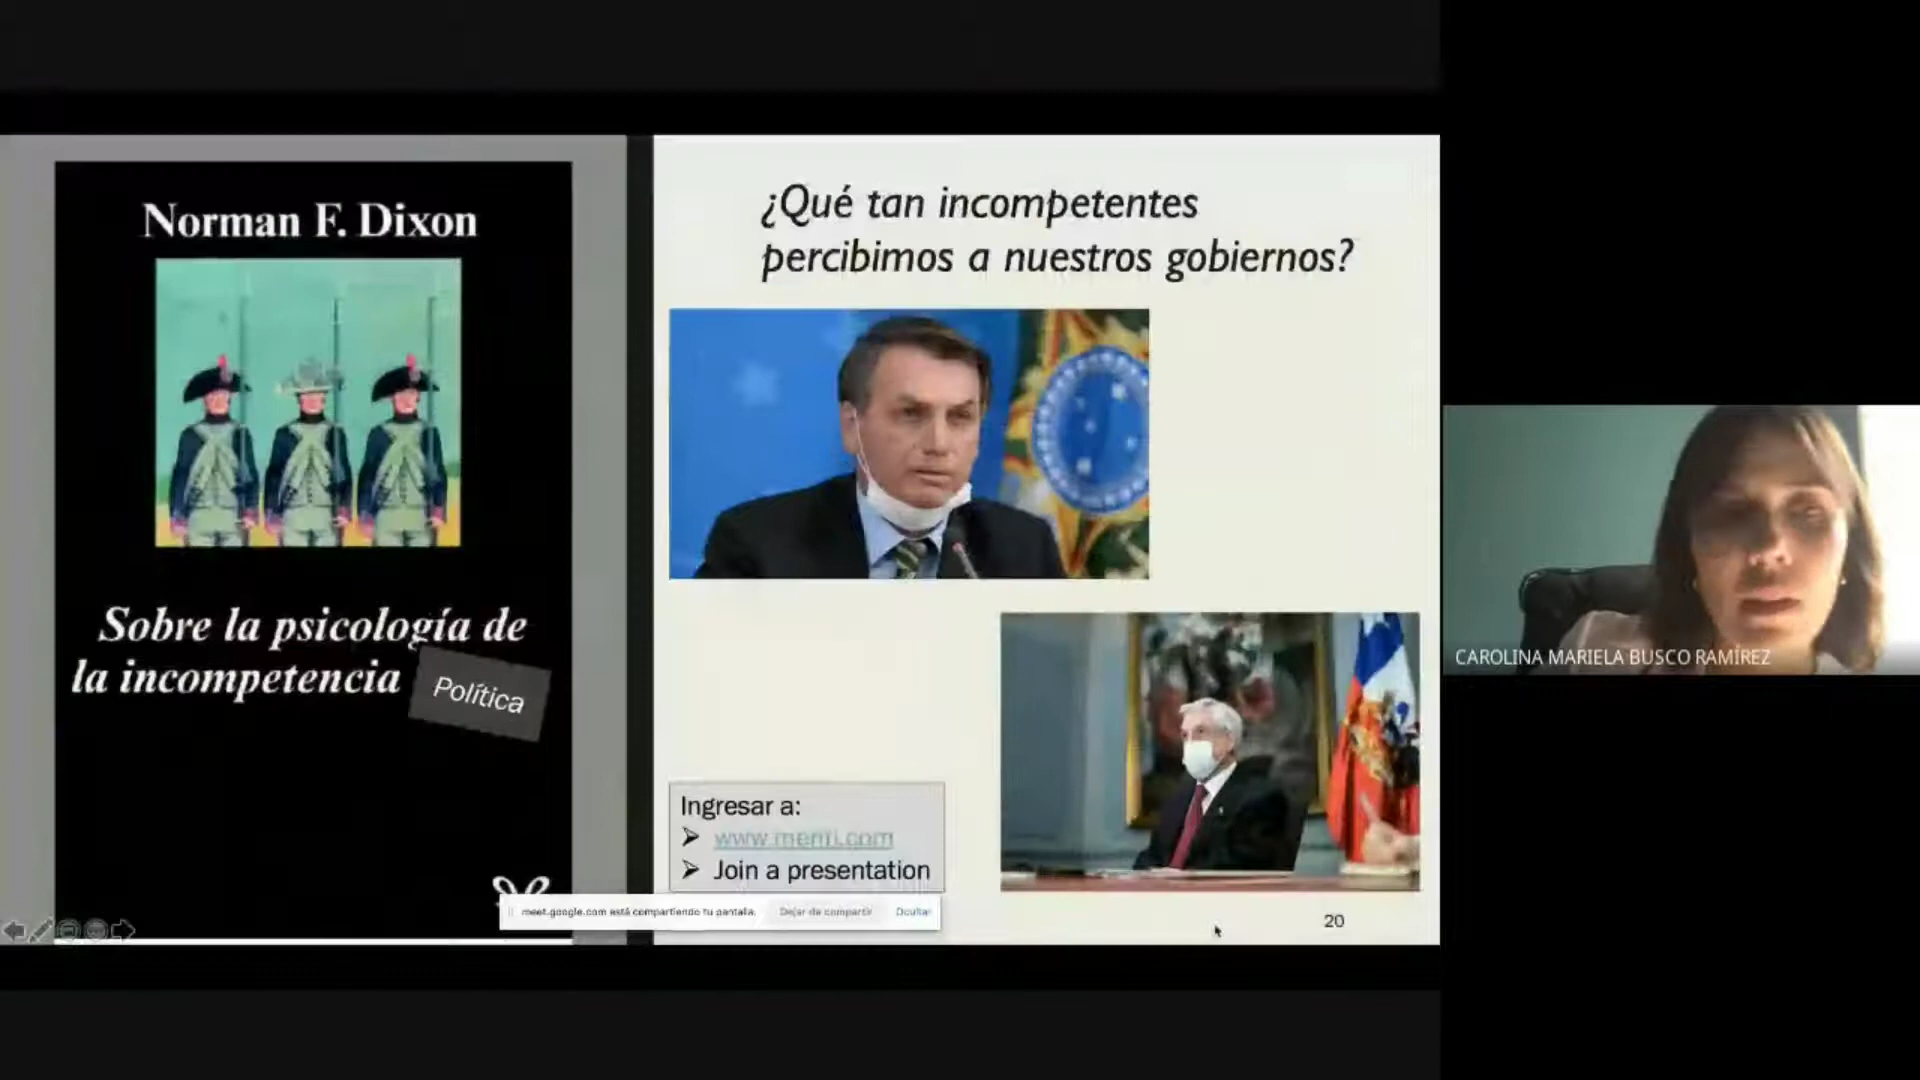 Norman F. Dixon
Sobre la psicología de
la incompetencia
Política
¿Qué tan incompetentes
percibimos a nuestros gobiernos?
Ingresar a:
www.menti.com
Join a presentation
meet.google.com está compartiendo tu pantalla.
Dejar de compartir
Ocultar
20
CAROLINA MARIELA BUSCO RAMÍREZ